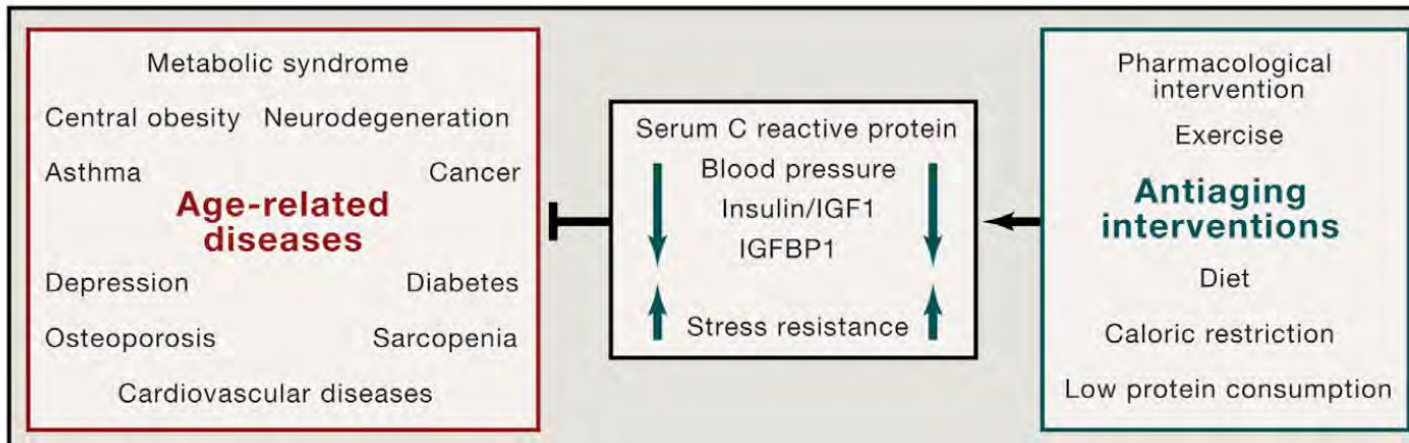 Metabolic syndrome
Central obesity Neurodegeneration
Asthma Cancer
Age-related
diseases
Depression Diabetes
Osteoporosis Sarcopenia
Cardiovascular diseases
Serum C reactive protein
Blood pressure
Insulin/IGF1
IGFBP1
Stress resistance
Pharmacological
intervention
Exercise
Antiaging
interventions
Diet
Caloric restriction
Low protein consumption